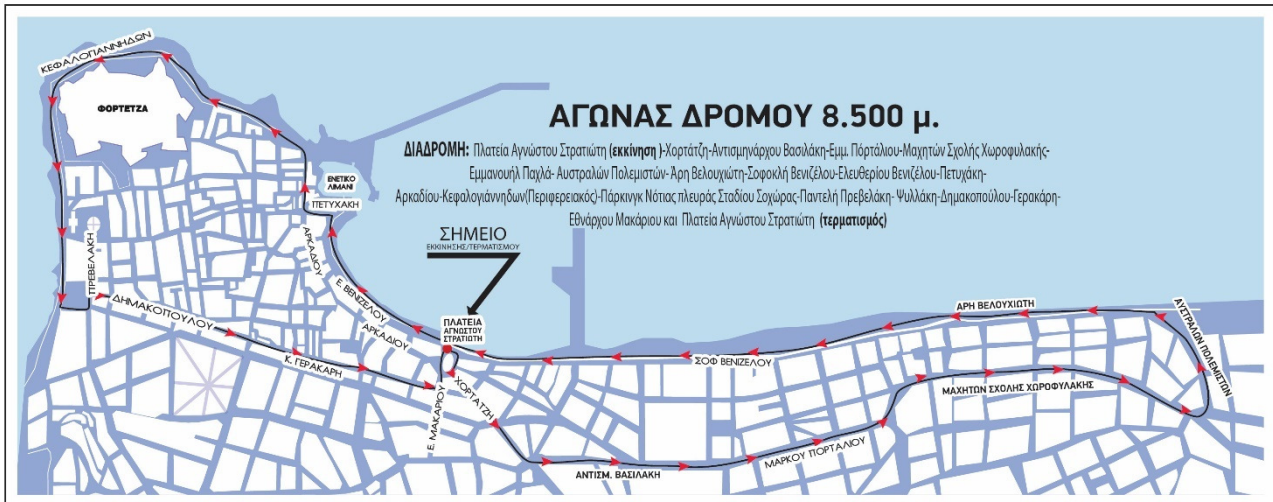 ΚΕΦΑΛΟΓΙΑΝΝΗΔΩΝ
ΦΟΡΤΕΤΖΑ
ΑΓΩΝΑΣ ΔΡΟΜΟΥ 8.500 μ.
ΔΙΑΔΡΟΜΗ: Πλατεία Αγνώστου Στρατιώτη (εκκίνηση )-Χορτάτζη-Αντισμηνάρχου Βασιλάκη-Εμμ. Πόρτάλιου-Μαχητών Σχολής Χωροφυλακής-
Εμμανουήλ Παχλά- Αυστραλών Πολεμιστών- Άρη Βελουχιώτη-Σοφοκλή Βενιζέλου-Ελευθερίου Βενιζέλου-Πετυχάκη-
Αρκαδίου-Κεφαλογιάννηδων(Περιφερειακός)-Πάρκινγκ Νότιας πλευράς Σταδίου Σοχώρας-Παντελή Πρεβελάκη- Ψυλλάκη-Δημακοπούλου-Γερακάρη-
Εθνάρχου Μακάριου και Πλατεία Αγνώστου Στρατιώτη (τερματισμός)
ΕΝΕΤΙΚΟ
ΛΙΜΑΝΙ
ΠΕΤΥΧΑΚΗ
ΑΡΚΑΔΙΟΥ
ΣΗΜΕΙΟ
ΕΚΚΙΝΗΣΗΣ/ΤΕΡΜΑΤΙΣΜΟΥ
ΠΡΕΒΕΛΑΚΗ
Ε. ΒΕΝΙΖΕΛΟΥ
ΔΗΜΑΚΟΠΟΥΛΟΥ
ΑΡΚΑΔΙΟΥ
ΠΛΑΤΕΙΑ
ΑΓΝΩΣΤΟΥ
ΣΤΡΑΤΙΩΤΗ
ΑΡΗ ΒΕΛΟΥΧΙΩΤΗ
ΑΥΣΤΡΑΛΩΝ ΠΟΛΕΜΙΣΤΩΝ
ΣΟΦ ΒΕΝΙΖΕΛΟΥ
Κ. ΓΕΡΑΚΑΡΗ
ΧΟΡΤΑΤΖΗ
Ε. ΜΑΚΑΡΙΟΥ
ΜΑΧΗΤΩΝ ΣΧΟΛΗΣ ΧΩΡΟΦΥΛΑΚΗΣ
ΜΑΡΚΟΥ ΠΟΡΤΑΛΙΟΥ
ΑΝΤΙΣΜ. ΒΑΣΙΛΑΚΗ